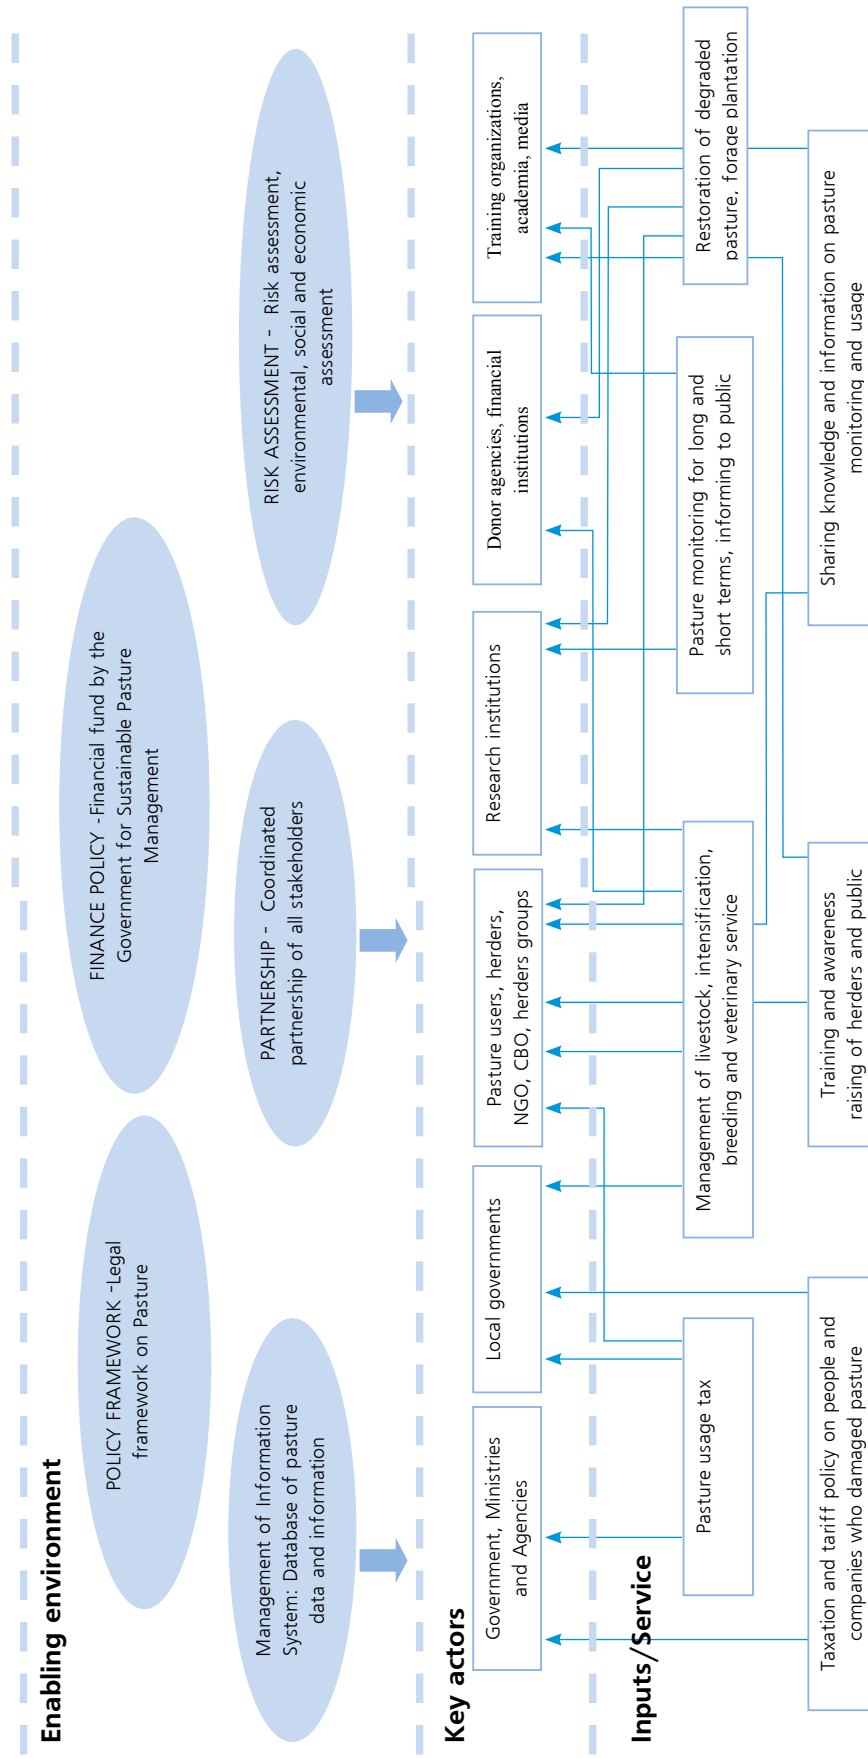 Enabling environment
POLICY FRAMEWORK -Legal
framework on Pasture
FINANCE POLICY -Financial fund by the
Government for Sustainable Pasture
Management
Management of Information
System: Database of pasture
data and information
PARTNERSHIP - Coordinated
partnership of all stakeholders
RISK ASSESSMENT - Risk assessment,
environmental, social and economic
assessment
Key actors
Government, Ministries
and Agencies
Local governments
Pasture users, herders,
NGO, CBO, herders groups
Research institutions
Donor agencies, financial
institutions
Training organizations,
academia, media
Inputs/Service
Pasture usage tax
Management of livestock, intensification,
breeding and veterinary service
Pasture monitoring for long and
short terms, informing to public
Restoration of degraded
pasture, forage plantation
Taxation and tariff policy on people and
companies who damaged pasture
Training and awareness
raising of herders and public
Sharing knowledge and information on pasture
monitoring and usage